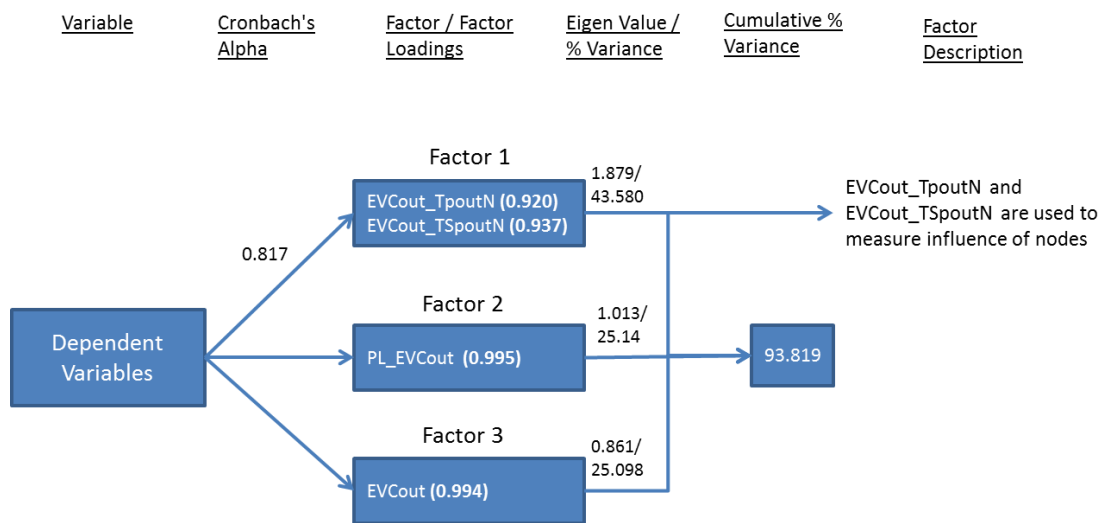 Variable
Cronbach's
Alpha
Factor / Factor
Loadings
Eigen Value /
% Variance
Cumulative %
Variance
Factor
Description
Factor 1
EVCout_TpoutN (0.920)
EVCout_TSpoutN (0.937)
1.879/
43.580
EVCout_TpoutN and
EVCout_TSpoutN are used to
measure influence of nodes
0.817
Dependent
Variables
Factor 2
PL_EVCout (0.995)
1.013/
25.14
93.819
Factor 3
EVCout (0.994)
0.861/
25.098